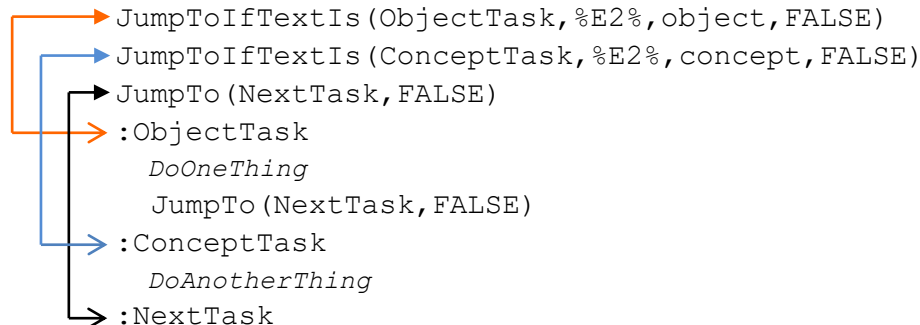 JumpToIfTextIs(ObjectTask,%E2%,object,FALSE)
JumpToIfTextIs(ConceptTask,%E2%,concept,FALSE)
JumpTo(NextTask,FALSE)
:ObjectTask
DoOneThing
JumpTo(NextTask,FALSE)
:ConceptTask
DoAnotherThing
:NextTask